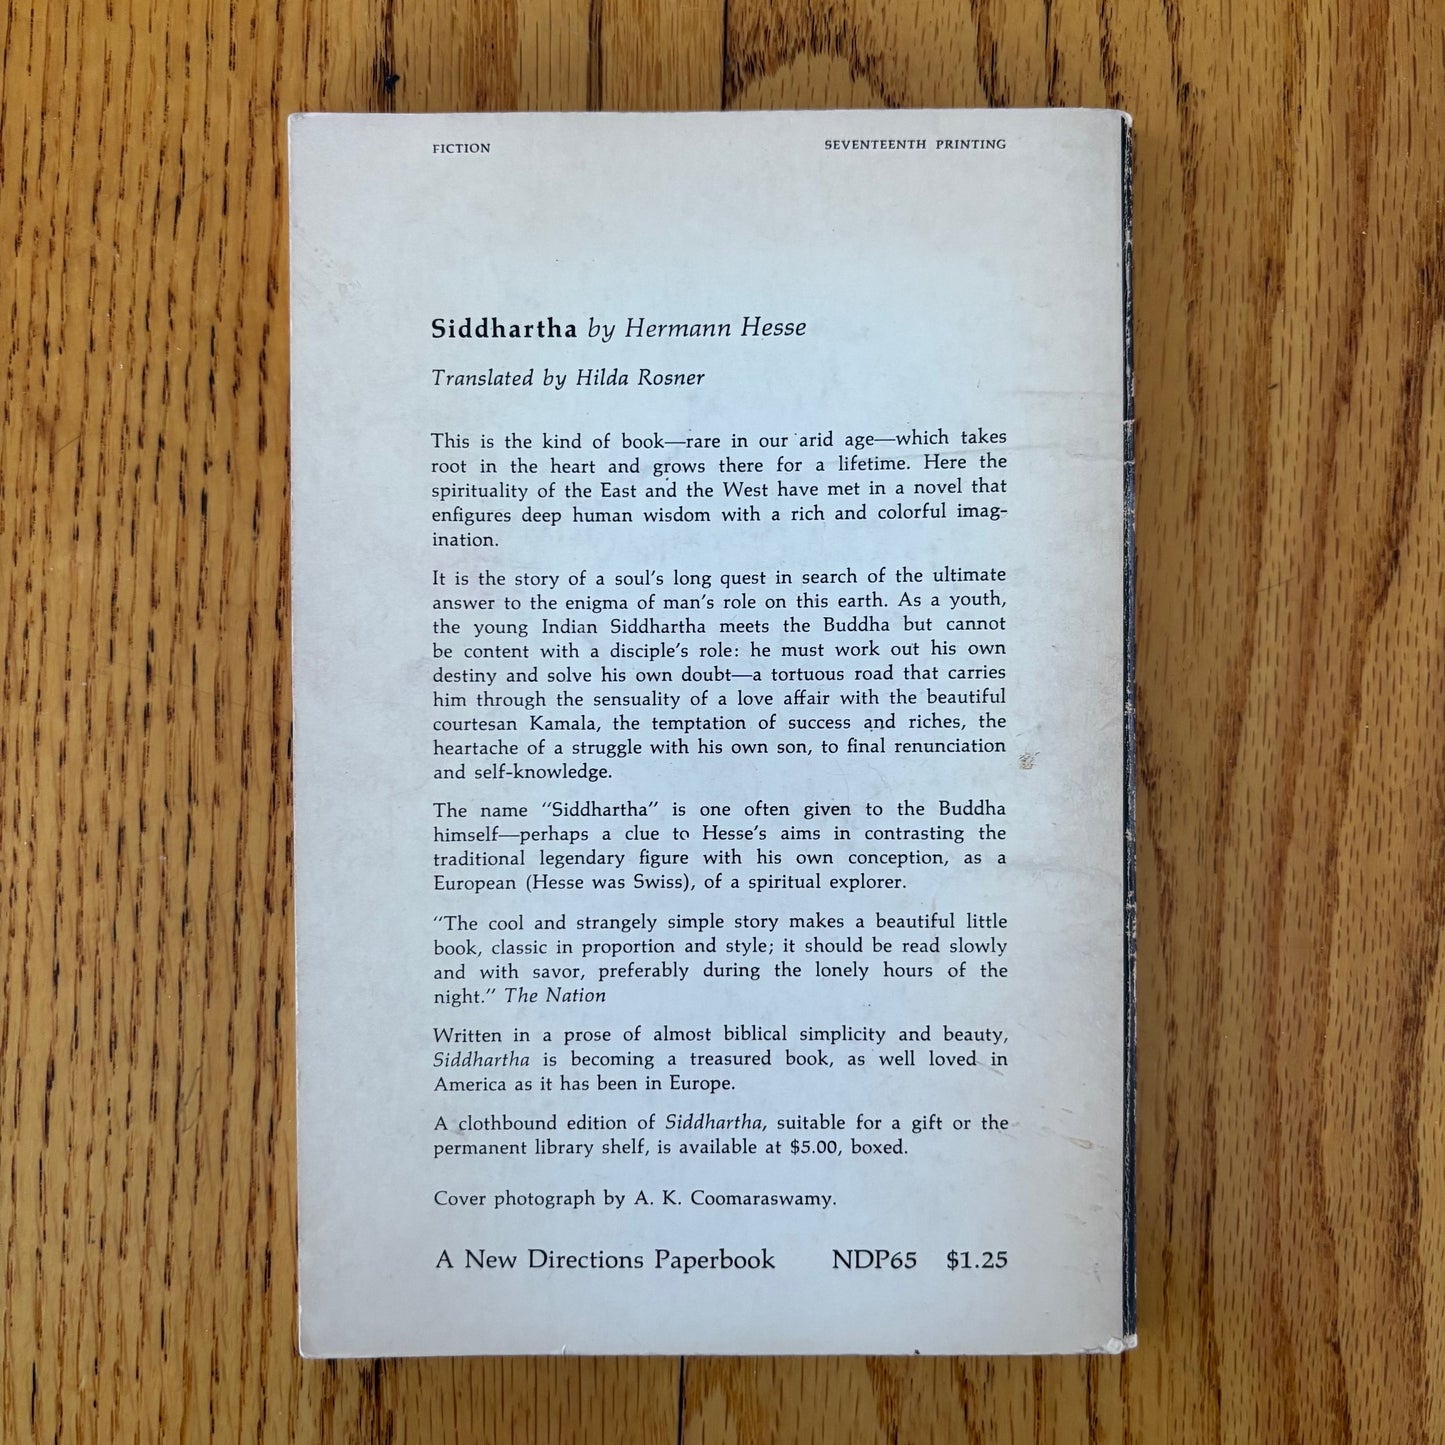 FICTION
SEVENTEENTH PRINTING
Siddhartha by Hermann Hesse
Translated by Hilda Rosner
This is the kind of book—rare in our arid age—which takes
root in the heart and grows there for a lifetime. Here the
spirituality of the East and the West have met in a novel that
enfigures deep human wisdom with a rich and colorful imag-
ination.
It is the story of a soul's long quest in search of the ultimate
answer to the enigma of man's role on this earth. As a youth,
the young Indian Siddhartha meets the Buddha but cannot
be content with a disciple's role: he must work out his own
destiny and solve his own doubt—a tortuous road that carries
him through the sensuality of a love affair with the beautiful
courtesan Kamala, the temptation of success and riches, the
heartache of a struggle with his own son, to final renunciation
and self-knowledge.
The name "Siddhartha" is one often given to the Buddha
himself—perhaps a clue to Hesse's aims in contrasting the
traditional legendary figure with his own conception, as a
European (Hesse was Swiss), of a spiritual explorer.
"The cool and strangely simple story makes a beautiful little
book, classic in proportion and style; it should be read slowly
and with savor, preferably during the lonely hours of the
night." The Nation
Written in a prose of almost biblical simplicity and beauty,
Siddhartha is becoming a treasured book, as well loved in
America as it has been in Europe.
A clothbound edition of Siddhartha, suitable for a gift or the
permanent library shelf, is available at $5.00, boxed.
Cover photograph by A. K. Coomaraswamy.
A New Directions Paperbook NDP65 $1.25